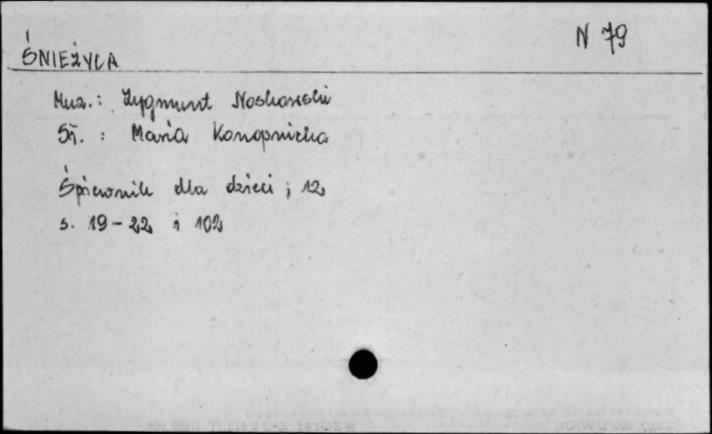 N 79
ŚNIEŻYCA
Muz.: Zygmunt Noskowski
Sł. : Maria Konopnicka
Śpiewnik dla dzieci ; 12
s. 19-22 i 102